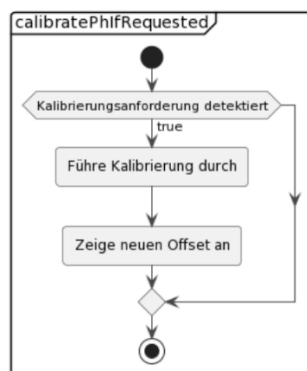 calibratePhIfRequested
Kalibrierungsanforderung detektiert
true
Führe Kalibrierung durch
Zeige neuen Offset an